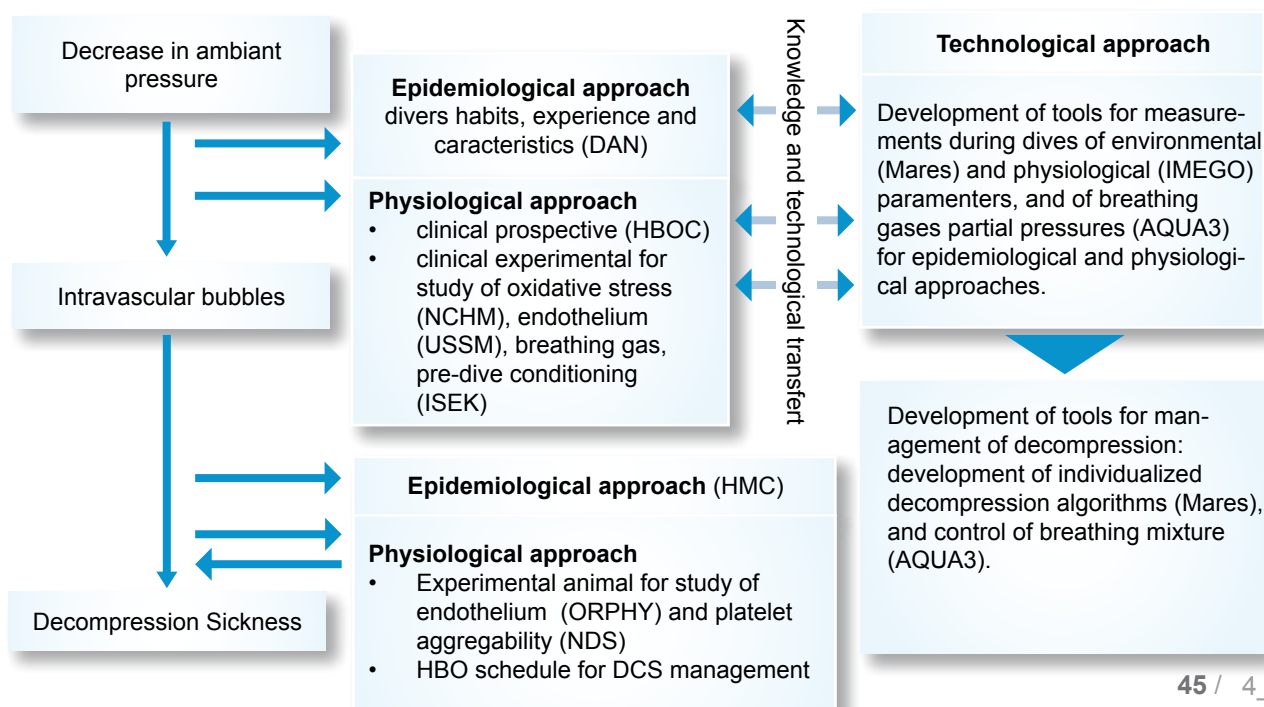 Decrease in ambiant
pressure
Intravascular bubbles
Decompression Sickness
Epidemiological approach
divers habits, experience and
caracteristics (DAN)
Physiological approach
• clinical prospective (HBOC)
• clinical experimental for
study of oxidative stress
(NCHM), endothelium
(USSM), breathing gas,
pre-dive conditioning
(ISEK)
Epidemiological approach (HMC)
Physiological approach
• Experimental animal for study of
endothelium (ORPHY) and platelet
aggregability (NDS)
• HBO schedule for DCS management
Knowledge and technological transfert
Technological approach
Development of tools for measure-
ments during dives of environmental
(Mares) and physiological (IMEGO)
paramenters, and of breathing
gases partial pressures (AQUA3)
for epidemiological and physiologi-
cal approaches.
Development of tools for man-
agement of decompression:
development of individualized
decompression algorithms (Mares),
and control of breathing mixture
(AQUA3).
45 / 4_